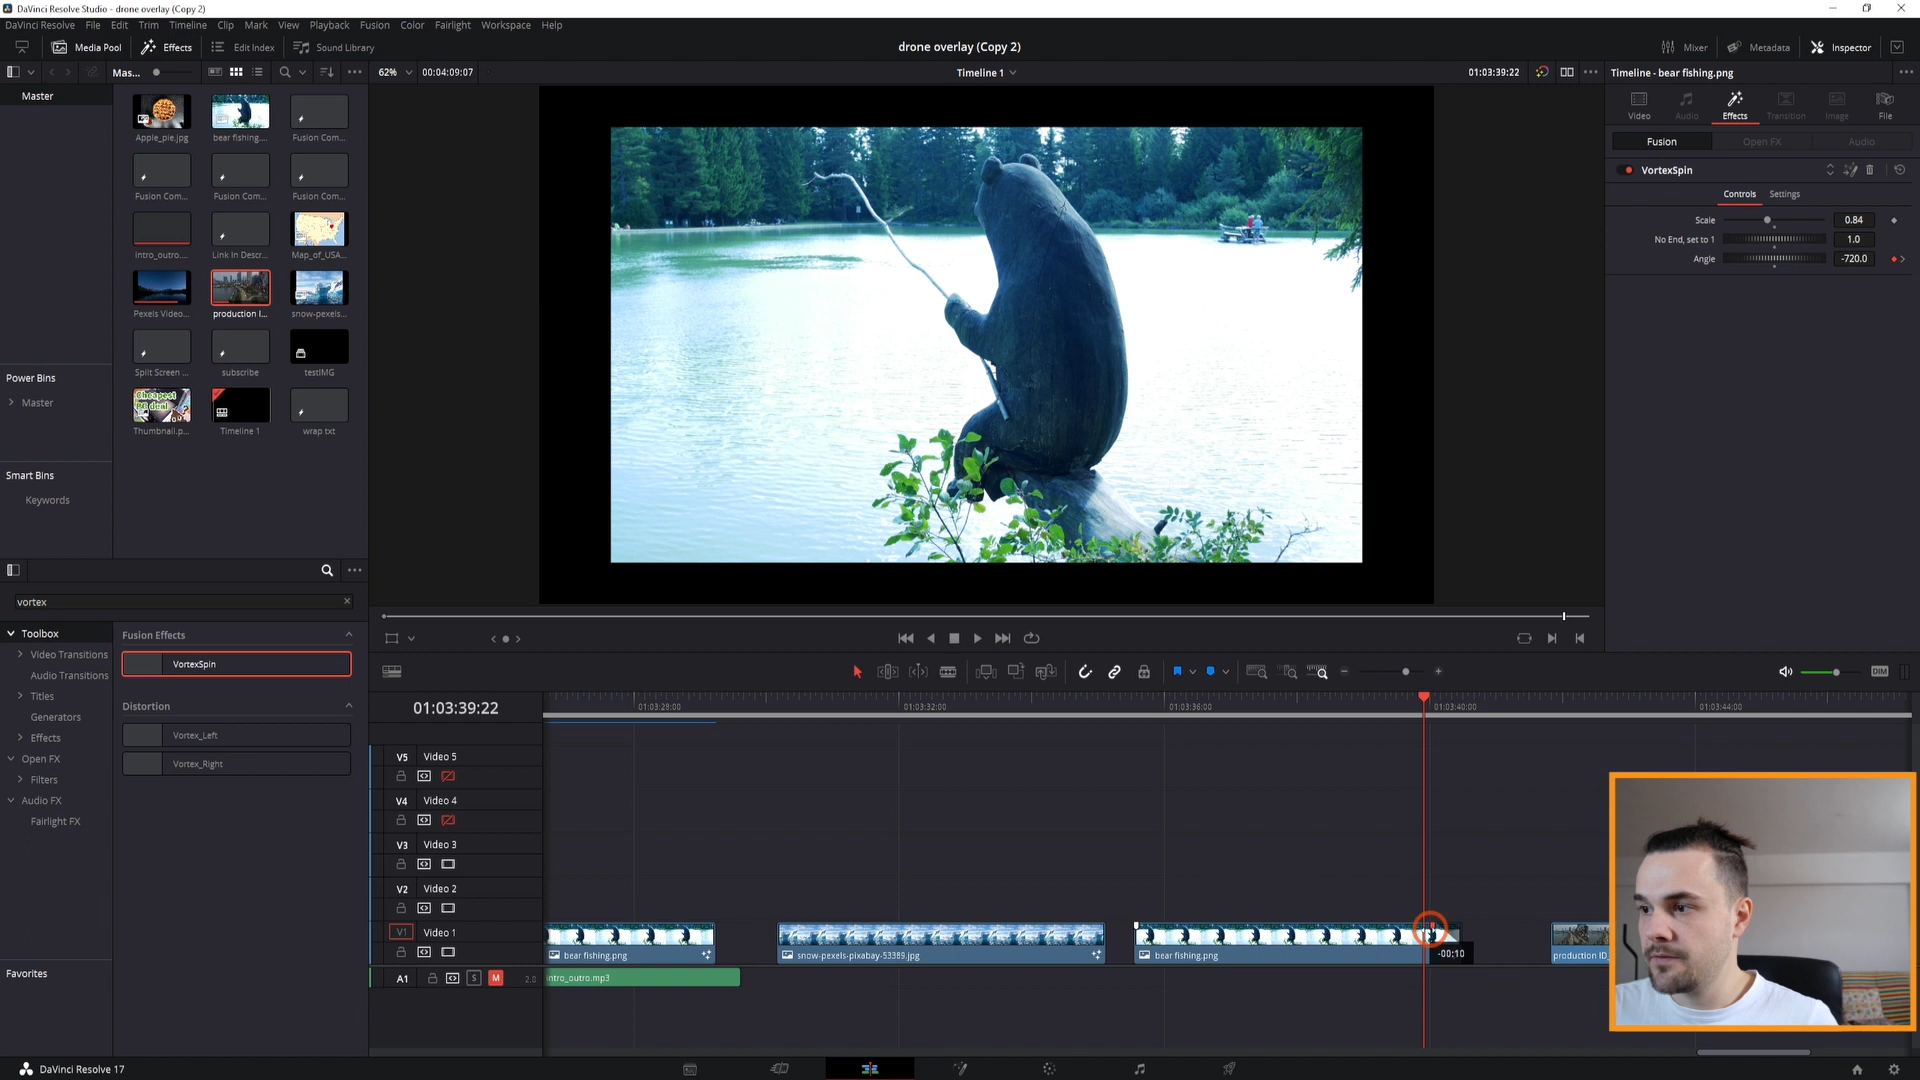 DaVinci Resolve Studio - drone overlay (Copy 2)
DaVinci Resolve File Edit Trim Timeline Clip Mark View Playback Fusion Color Fairlight Workspace Help
Media Pool Effects Edit Index Sound Library
drone overlay (Copy 2)
Mixer Metadata Inspector
Mas...
62% 00:04:09:07
Timeline 1
01:03:39:22
Timeline - bear fishing.png
Master
Apple_pie.jpg bear fishing.... Fusion Com...
Fusion Com... Fusion Com... Fusion Com...
intro_outro.... Link In Descr... Map_of_USA...
Pexels Video... production I... snow-pexels...
Split Screen ... subscribe testIMG
Cheapest
PC deal
Thumbnail.p... Timeline 1 wrap txt
Power Bins
Master
Smart Bins
Keywords
Video Audio Effects Transition Image File
Fusion Open FX Audio
VortexSpin
Controls Settings
Scale 0.84
No End, set to 1 1.0
Angle -720.0
vortex
Toolbox
Video Transitions
Audio Transitions
Titles
Generators
Effects
Open FX
Filters
Audio FX
Fairlight FX
Favorites
Fusion Effects
VortexSpin
Distortion
Vortex_Left
Vortex_Right
DIM
01:03:39:22
01:03:28:00 01:03:32:00 01:03:36:00 01:03:40:00 01:03:44:00
V5 Video 5
V4 Video 4
V3 Video 3
V2 Video 2
V1 Video 1
bear fishing.png snow-pexels-pixabay-53389.jpg bear fishing.png -00:10 production ID_
A1 S M 2.0 intro_outro.mp3
DaVinci Resolve 17